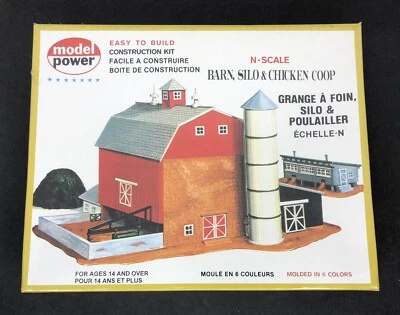 model
power
EASY TO BUILD
CONSTRUCTION KIT
FACILE A CONSTRUIRE
BOITE DE CONSTRUCTION
N-SCALE
BARN, SILO & CHICKEN COOP
GRANGE À FOIN,
SILO &
POULAILLER
ÉCHELLE-N
FOR AGES 14 AND OVER
POUR 14 ANS ET PLUS
MOULE EN 6 COULEURS
MOLDED IN 6 COLORS